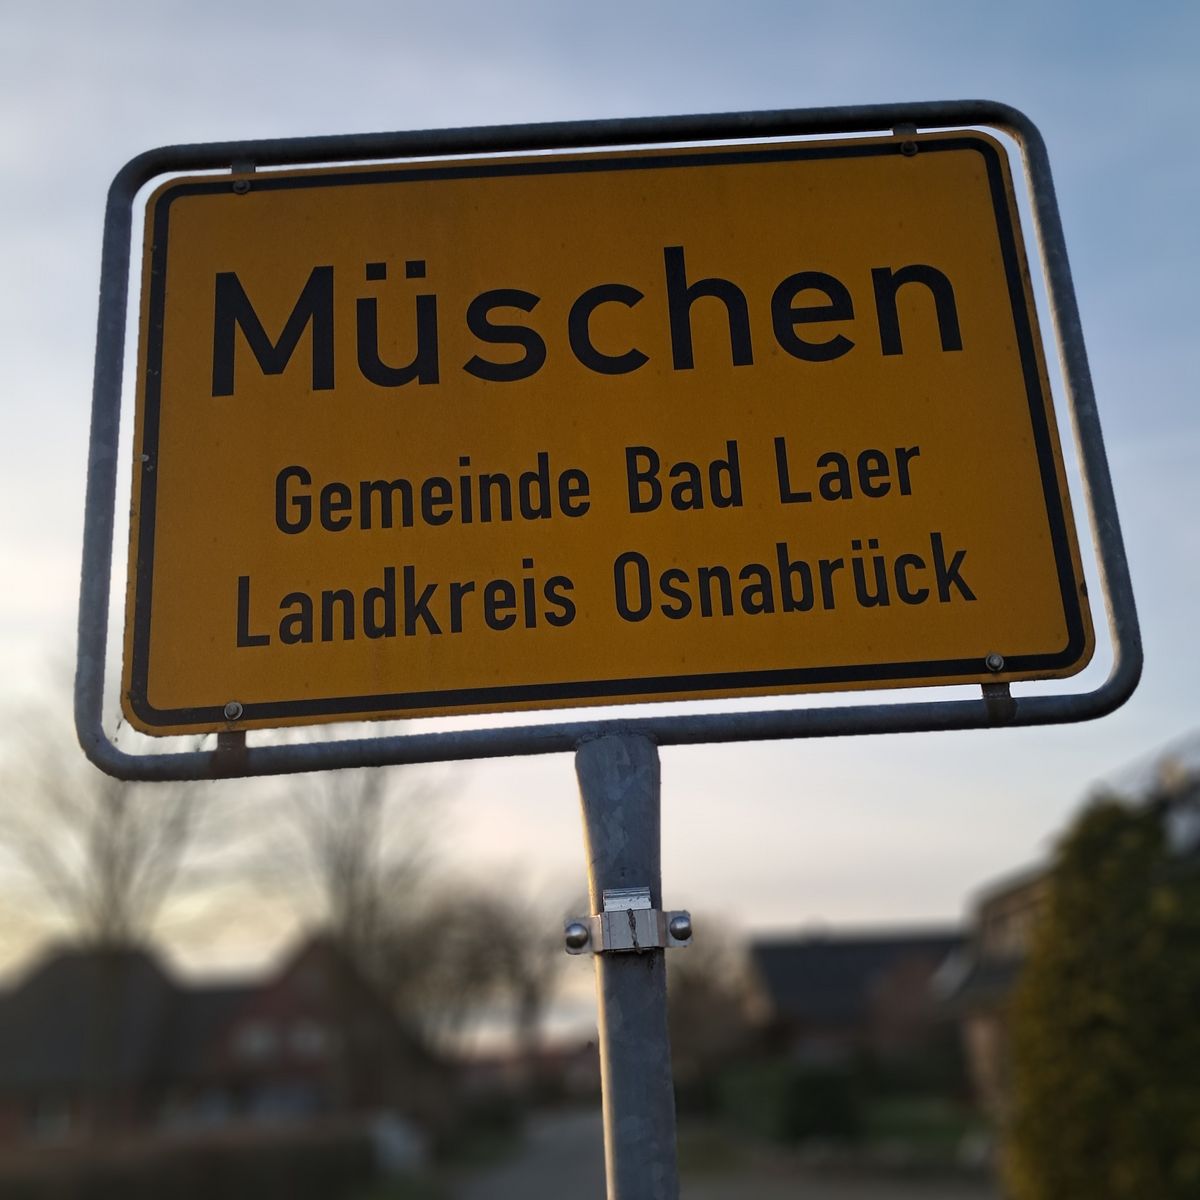 Müschen
Gemeinde Bad Laer
Landkreis Osnabrück